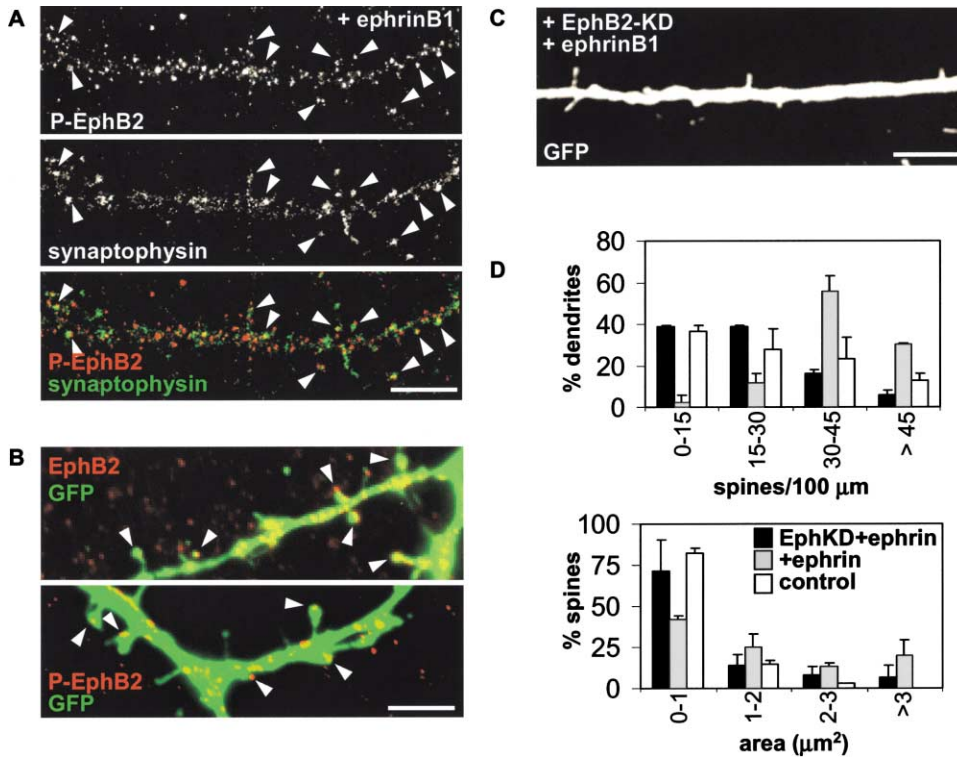 A
+ ephrinB1
P-EphB2
synaptophysin
P-EphB2
synaptophysin
B
EphB2
GFP
P-EphB2
GFP
C
+ EphB2-KD
+ ephrinB1
GFP
D
80
60
40
20
0
% dendrites
0-15
15-30
30-45
> 45
spines/100 μm
100
75
50
25
0
% spines
EphKD+ephrin
+ephrin
control
0-1
1-2
2-3
>3
area (μm²)